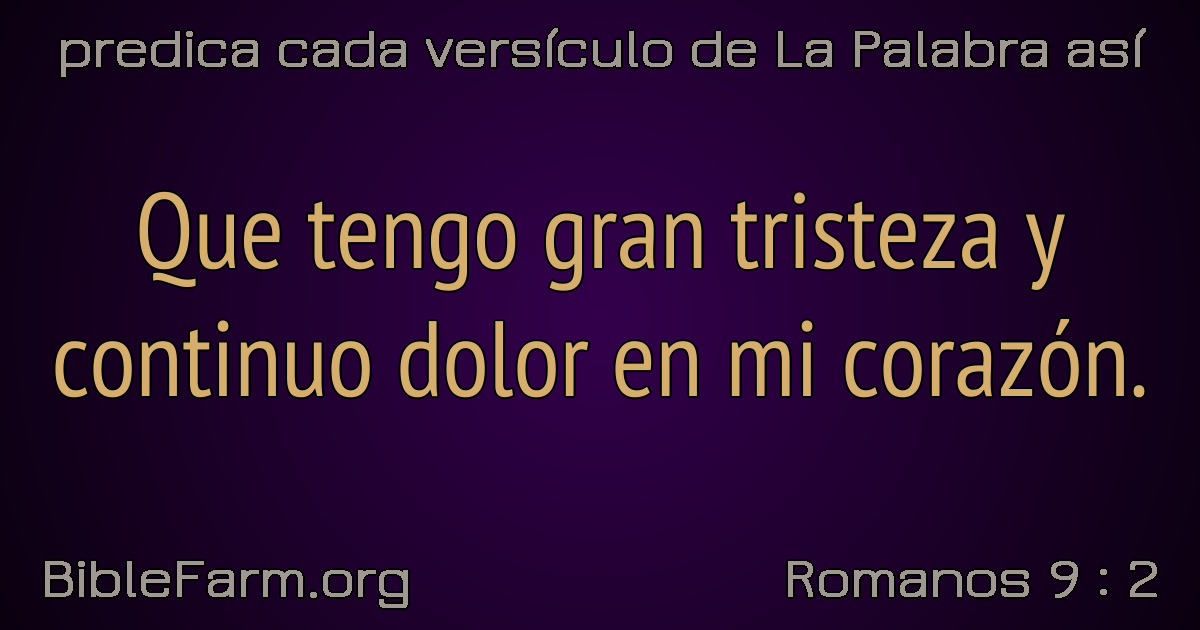 predica cada versículo de La Palabra así
Que tengo gran tristeza y
continuo dolor en mi corazón.
BibleFarm.org
Romanos 9 : 2